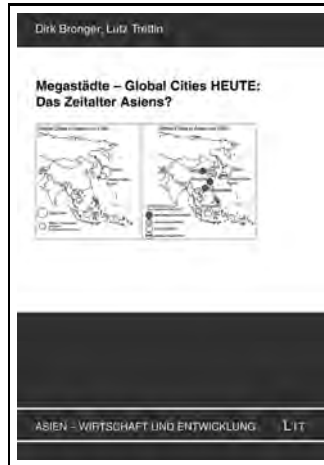 Dirk Bronger, Lutz Trettin
Megastädte – Global Cities HEUTE:
Das Zeitalter Asiens?
ASIEN – WIRTSCHAFT UND ENTWICKLUNG LIT